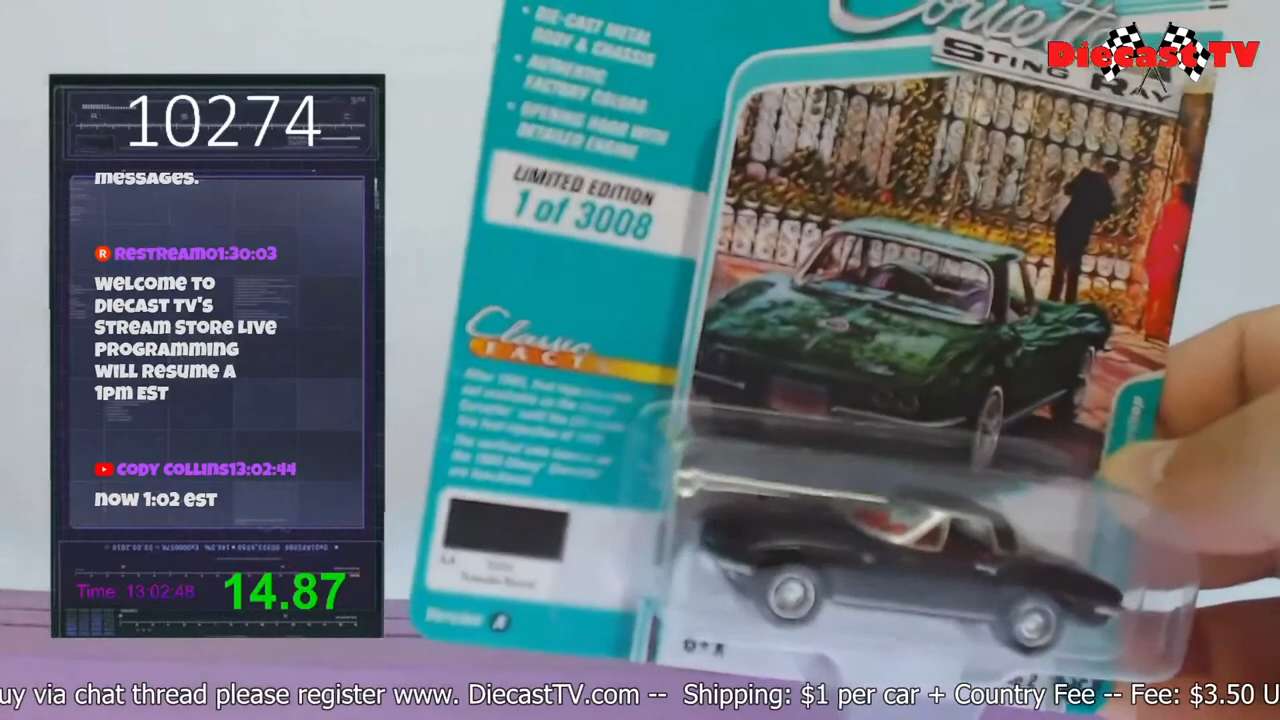 10274
messages.
Restream01:30:03
Welcome to
Diecast TV's
Stream Store Live
Programming
will resume a
1pm EST
Cody Collins13:02:44
now 1:02 est
Time: 13:02:48
14.87
Corvette
STING RAY
Diecast TV
• DIE-CAST METAL
BODY & CHASSIS
• AUTHENTIC
FACTORY COLORS
• OPENING HOOD WITH
DETAILED ENGINE
LIMITED EDITION
1 of 3008
Classic
FACT
A
uy via chat thread please register www. DiecastTV.com -- Shipping: $1 per car + Country Fee -- Fee: $3.50 U